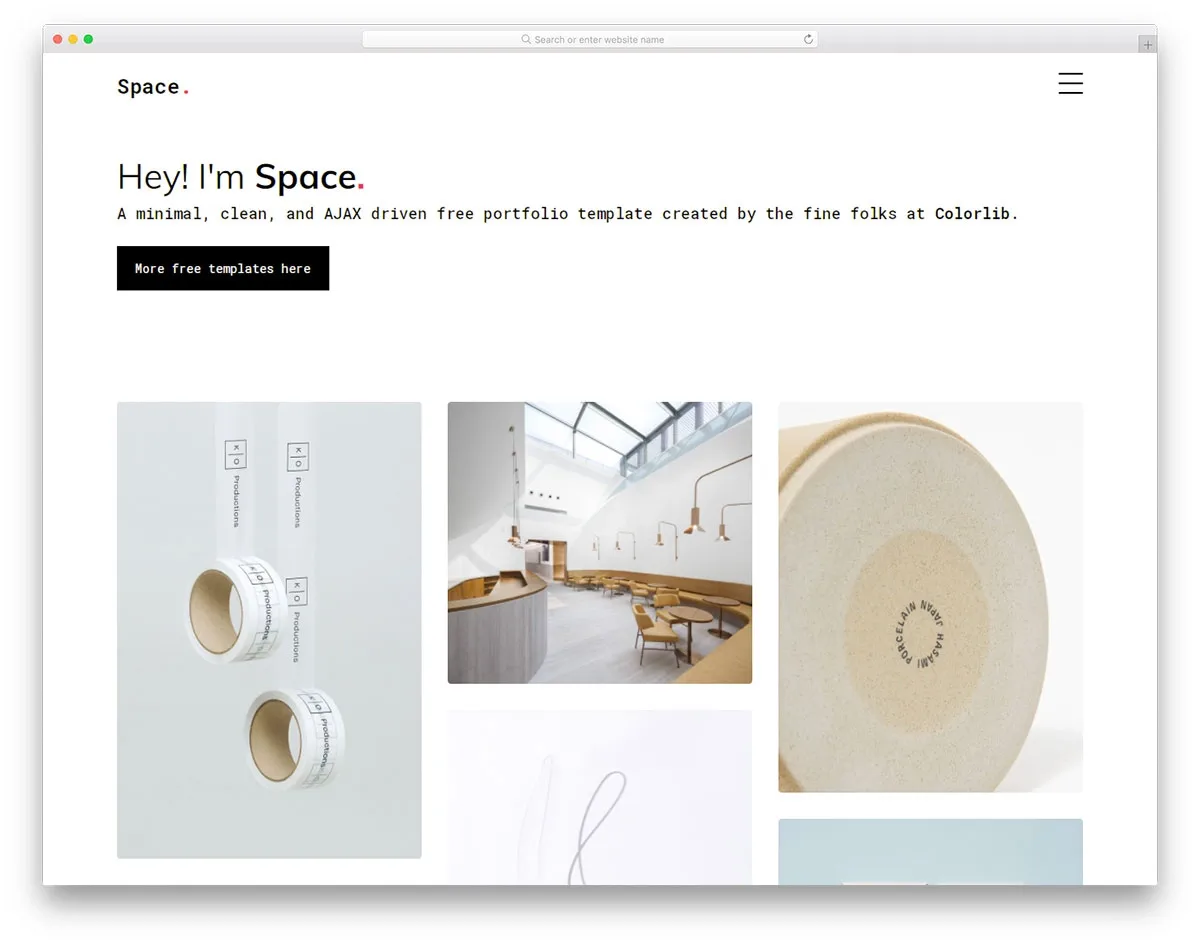 Search or enter website name
Space.
Hey! I'm Space.
A minimal, clean, and AJAX driven free portfolio template created by the fine folks at Colorlib.
More free templates here
K
O
Productions
K
O
Productions
K
O
Productions
K
O
Productions
K
O
Productions
HASAMI PORCELAIN JAPAN